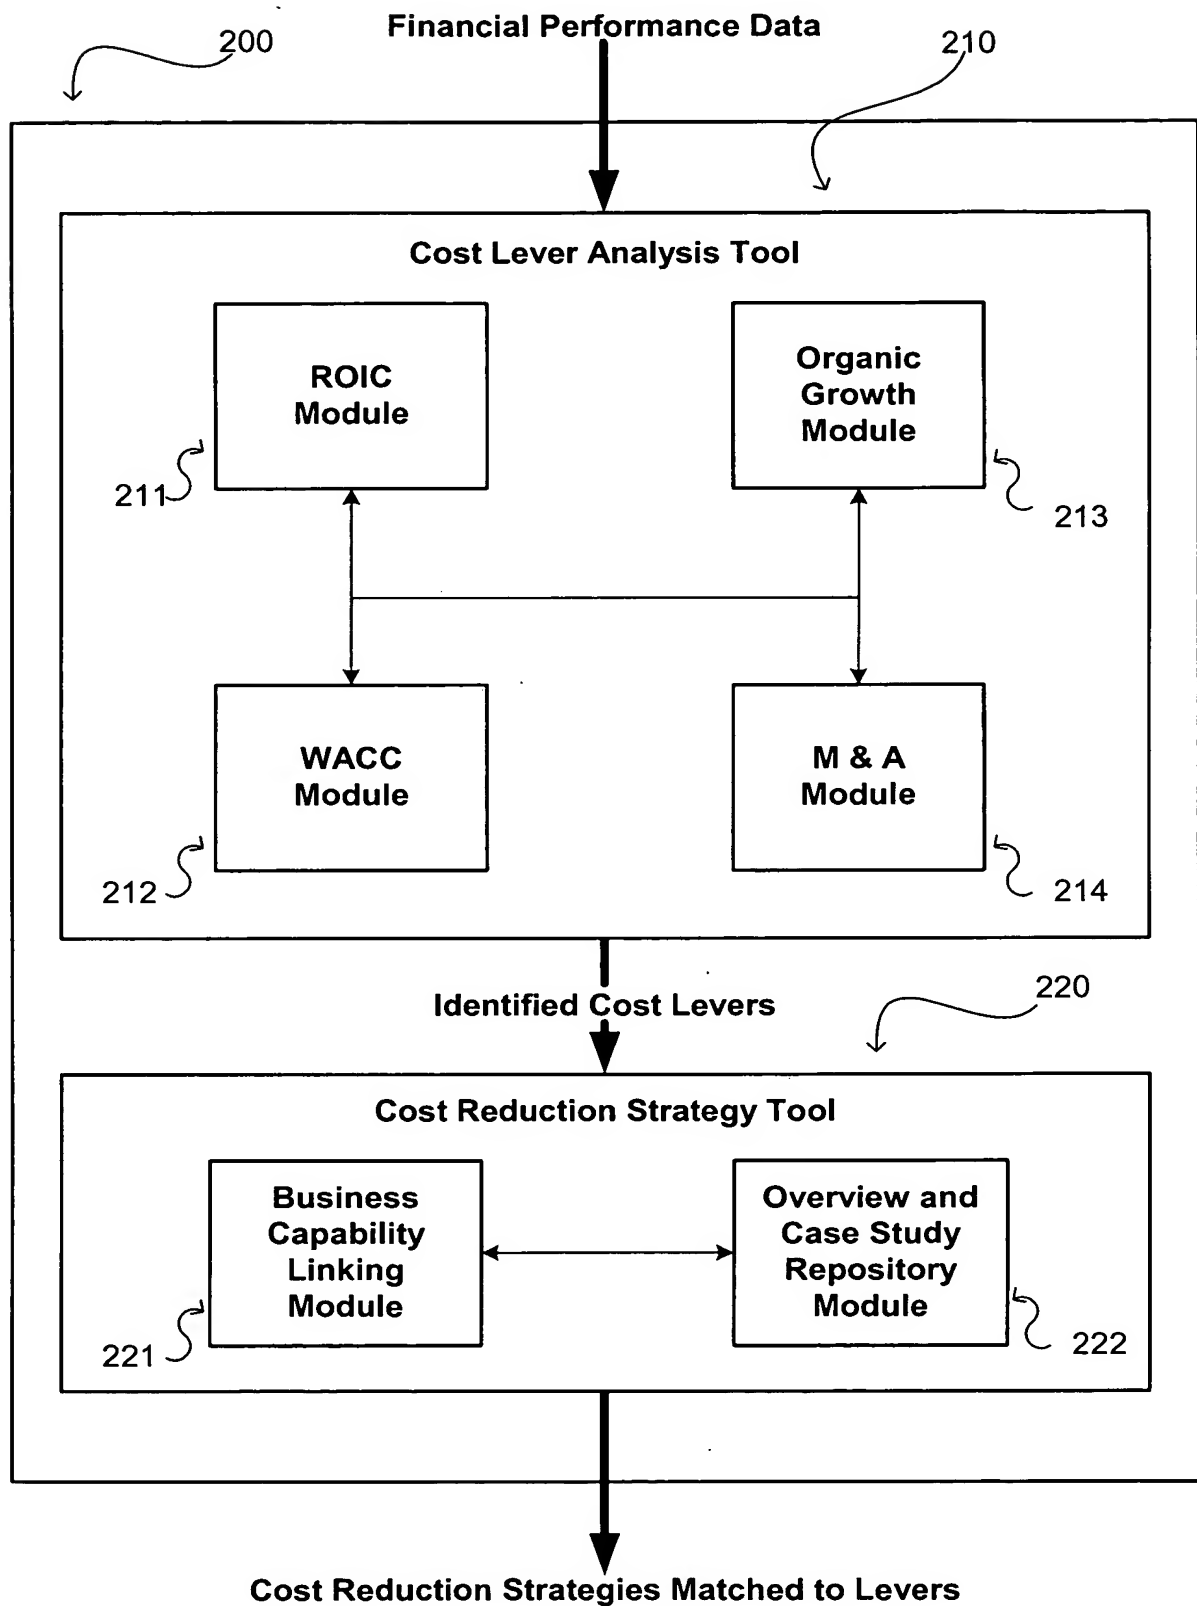 Financial Performance Data
200
210
Cost Lever Analysis Tool
ROIC
Module
Organic
Growth
Module
211
213
WACC
Module
M & A
Module
212
214
Identified Cost Levers
220
Cost Reduction Strategy Tool
Business
Capability
Linking
Module
Overview and
Case Study
Repository
Module
221
222
Cost Reduction Strategies Matched to Levers